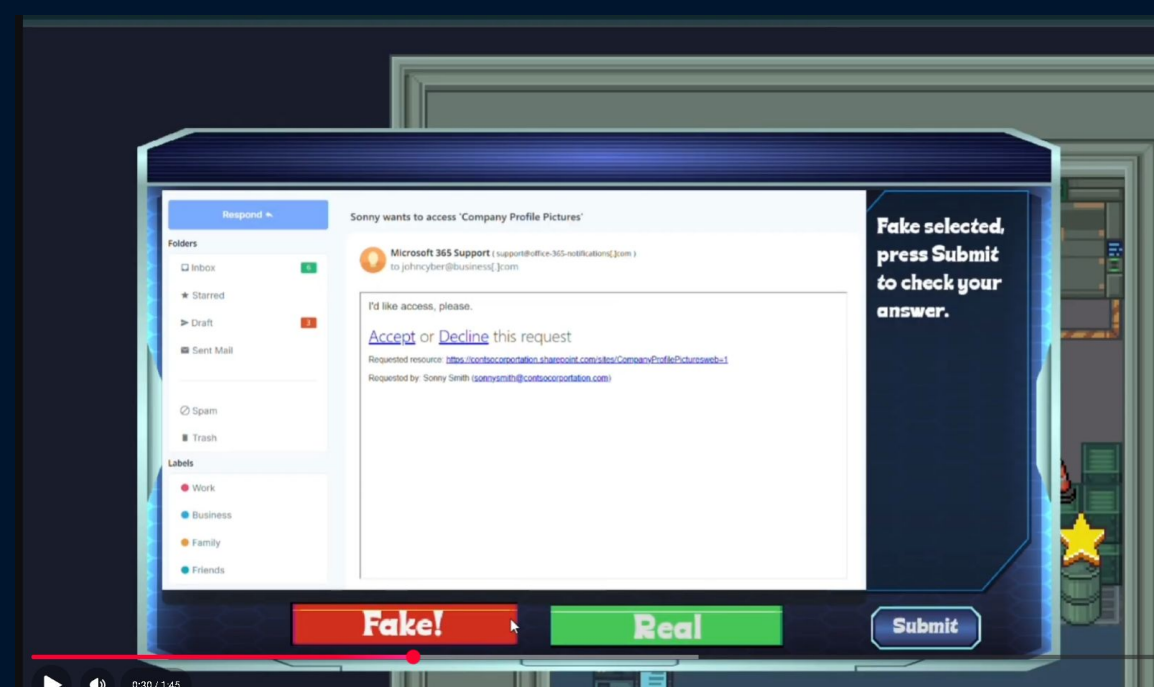 Respond
Sonny wants to access 'Company Profile Pictures'
Folders
Inbox 6
Starred
Draft 3
Sent Mail
Spam
Trash
Labels
Work
Business
Family
Friends
Microsoft 365 Support ( support@office-365-notifications[.]com )
to johncyber@business[.]com
I'd like access, please.
Accept or Decline this request
Requested resource: https://contsocorportation.sharepoint.com/sites/CompanyProfilePicturesweb=1
Requested by: Sonny Smith (sonnysmith@contsocorportation.com)
Fake selected,
press Submit
to check your
answer.
Fake!
Real
Submit
0:30 / 1:45